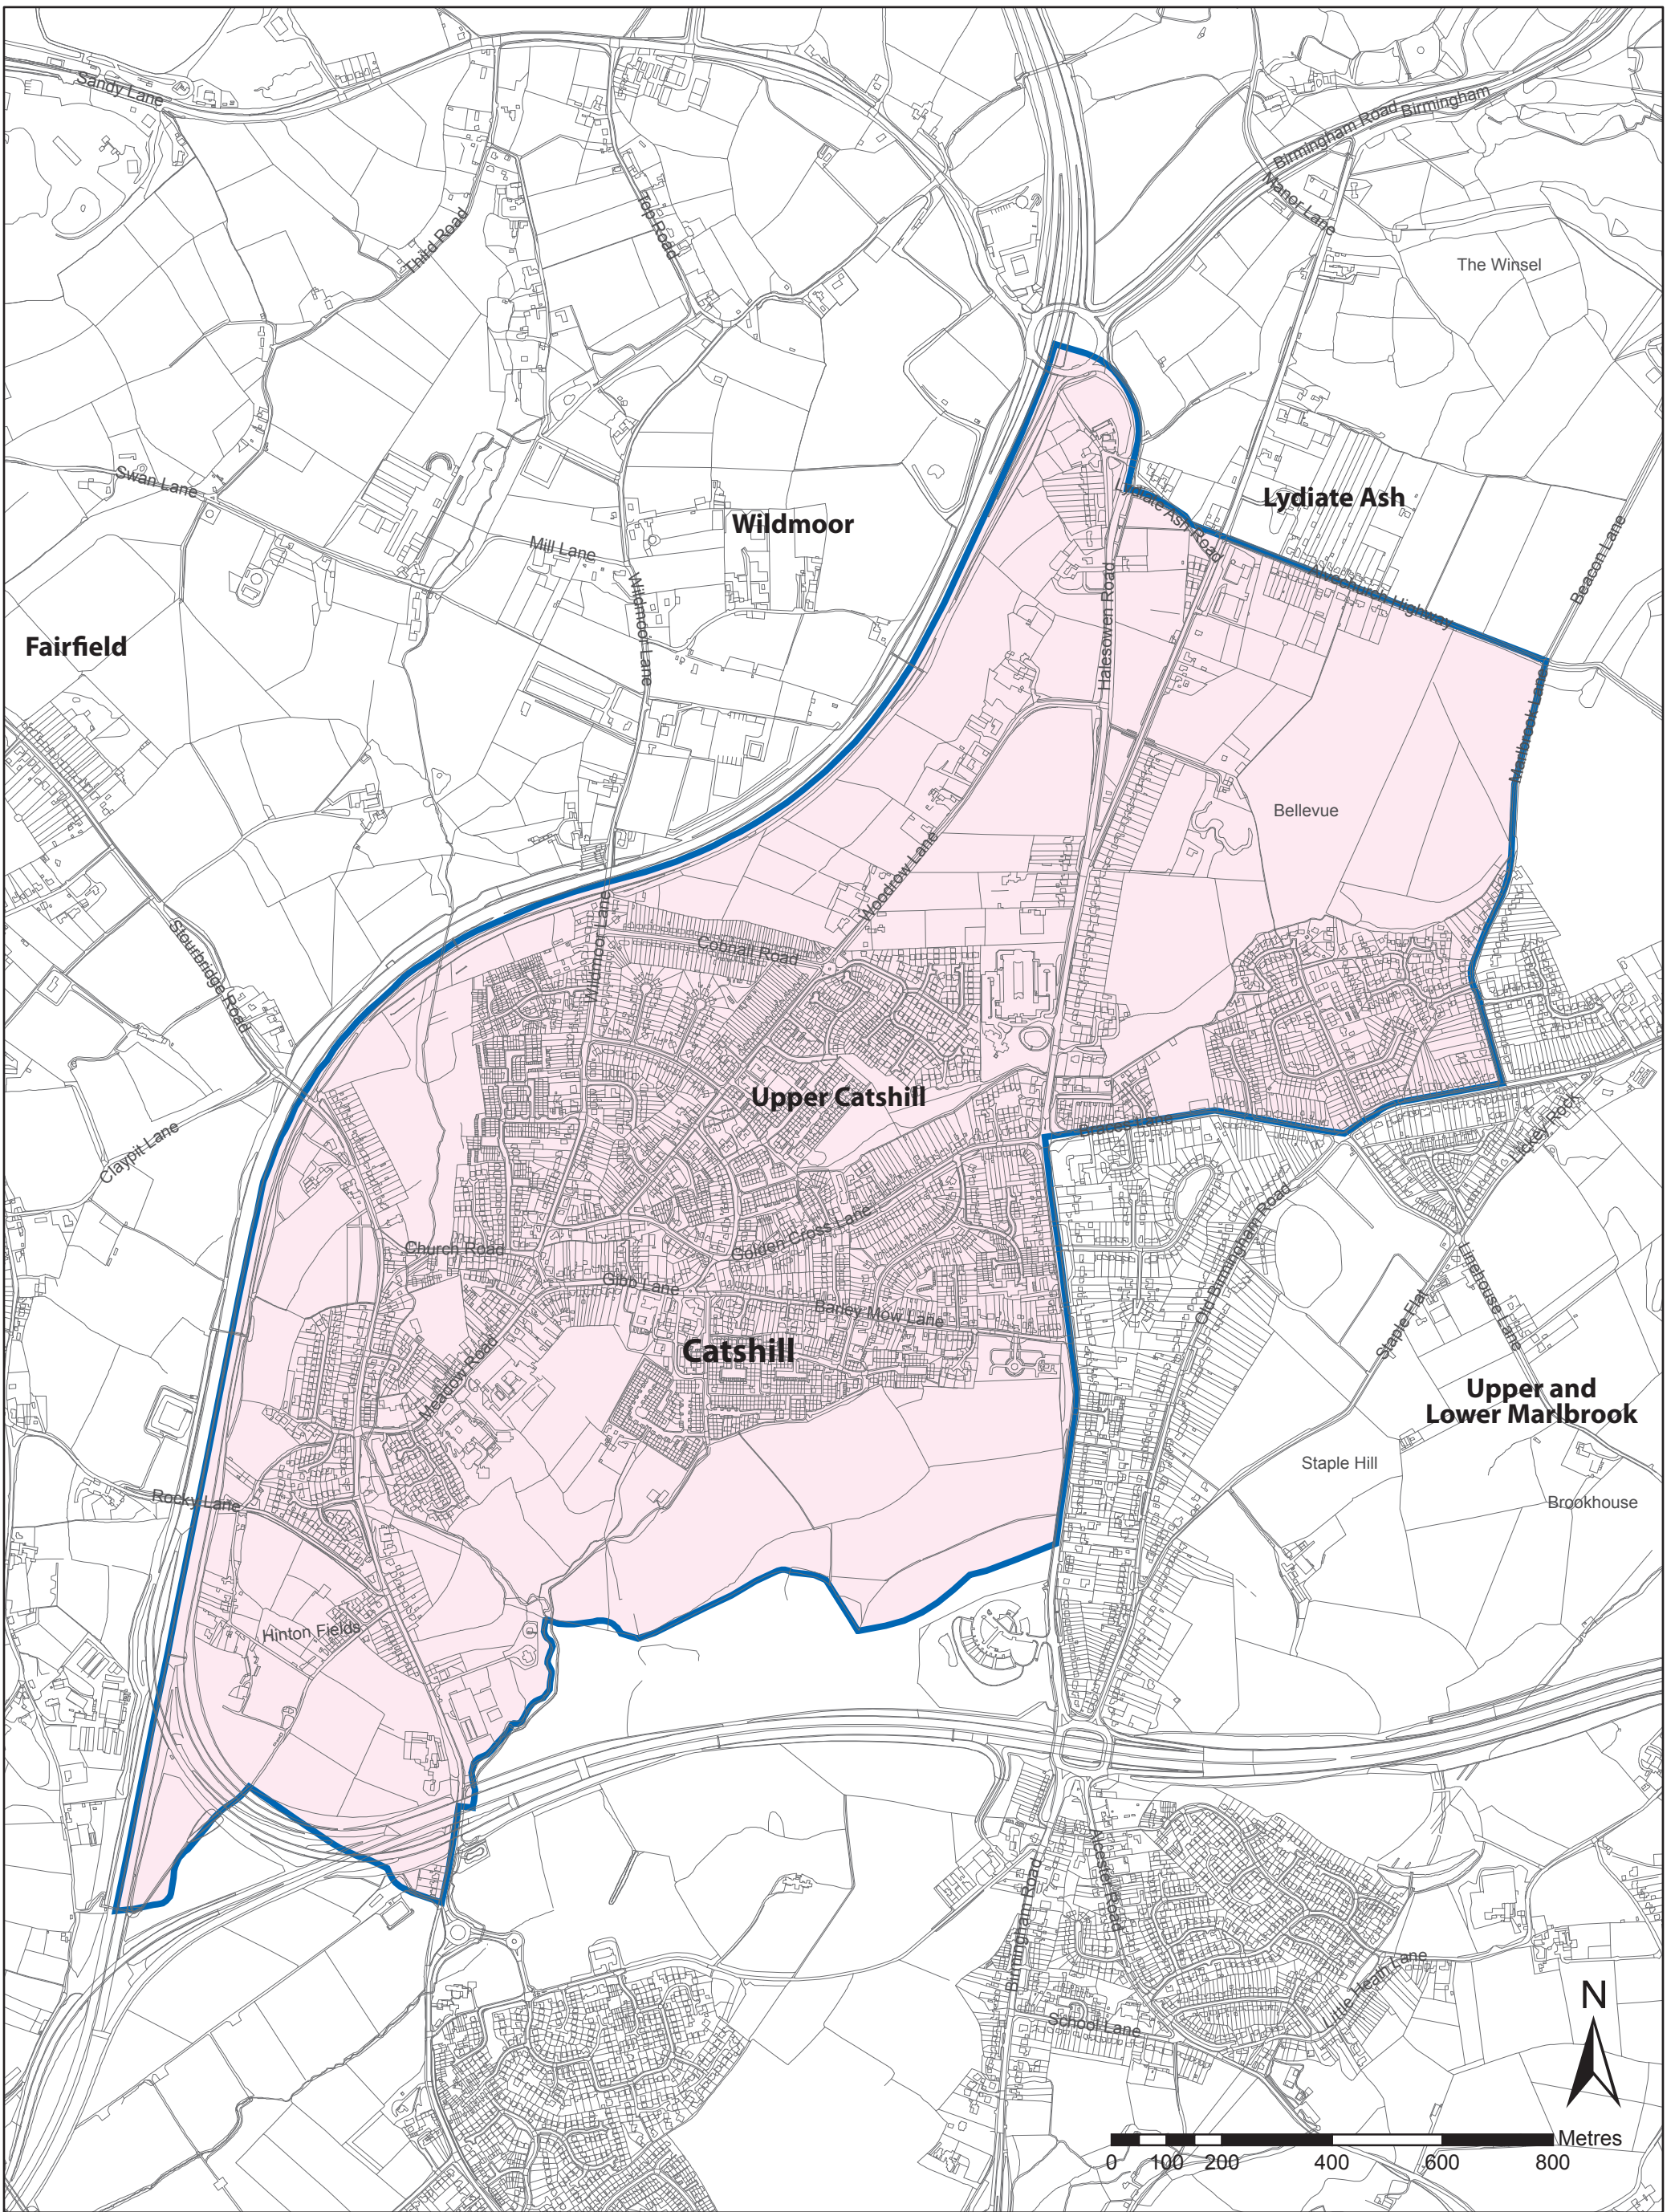 Sandy Lane
Birmingham Road
Birmingham
Manor Lane
Third Road
Top Road
The Winsel
Swan Lane
Lydiate Ash Road
Lydiate Ash
Wildmoor
Mill Lane
Wildmoor Lane
Halesowen Road
Alvechurch Highway
Beacon Lane
Fairfield
Marlbrook Lane
Bellevue
Woodrow Lane
Stourbridge Road
Wildmoor Lane
Cobnall Road
Upper Catshill
Braces Lane
Lickey Rock
Claypit Lane
Church Road
Golden Cross Lane
Old Birmingham Road
Gibb Lane
Barley Mow Lane
Linehouse Lane
Staple Flat
Catshill
Meadow Road
Upper and
Lower Marlbrook
Staple Hill
Rocky Lane
Brookhouse
Hinton Fields
Birmingham Road
Alcester Road
Little Heath Lane
School Lane
N
Metres
0 100 200 400 600 800